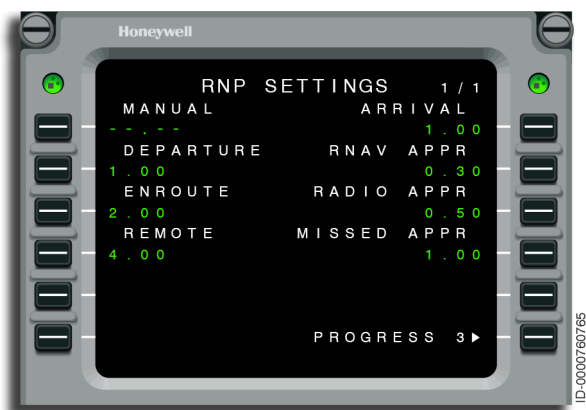 Honeywell
RNP SETTINGS 1/1
MANUAL ARRIVAL
--.-- 1.00
DEPARTURE RNAV APPR
1.00 0.30
ENROUTE RADIO APPR
2.00 0.50
REMOTE MISSED APPR
4.00 1.00
PROGRESS 3▶
ID-0000760765